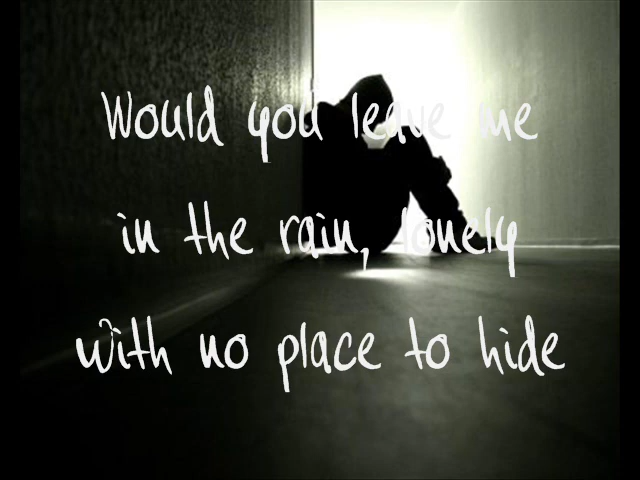 Would you leave me
in the rain, lonely
with no place to hide